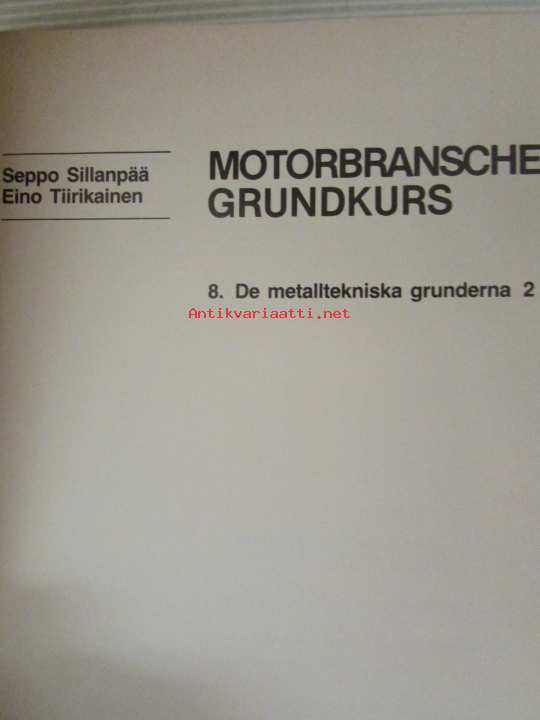 Seppo Sillanpää
Eino Tiirikainen
MOTORBRANSCHE
GRUNDKURS
8. De metalltekniska grunderna 2
Antikvariaatti.net